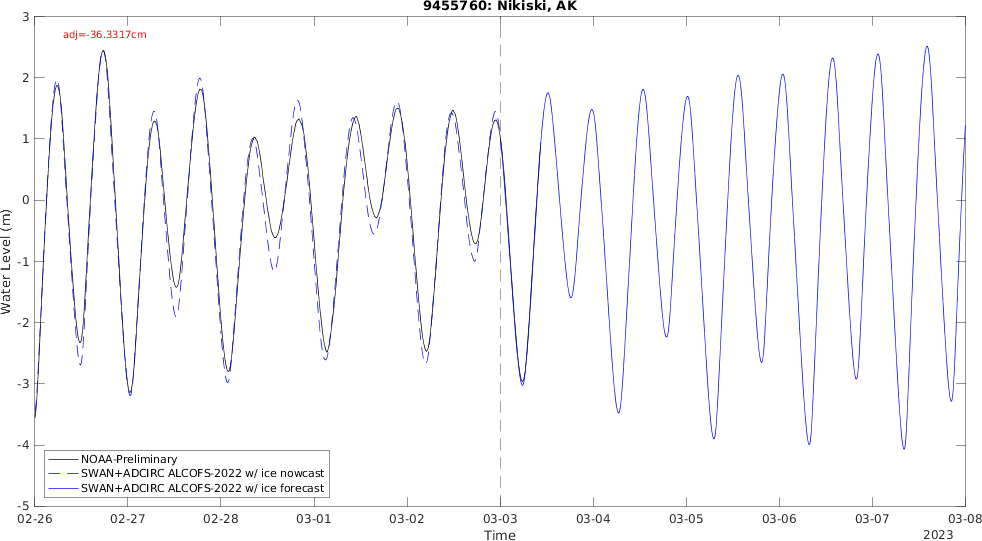 9455760: Nikiski, AK
adj=-36.3317cm
3
2
1
0
-1
-2
-3
-4
-5
Water Level (m)
NOAA-Preliminary
SWAN+ADCIRC ALCOFS-2022 w/ ice nowcast
SWAN+ADCIRC ALCOFS-2022 w/ ice forecast
02-26 02-27 02-28 03-01 03-02 03-03 03-04 03-05 03-06 03-07 03-08
Time
2023